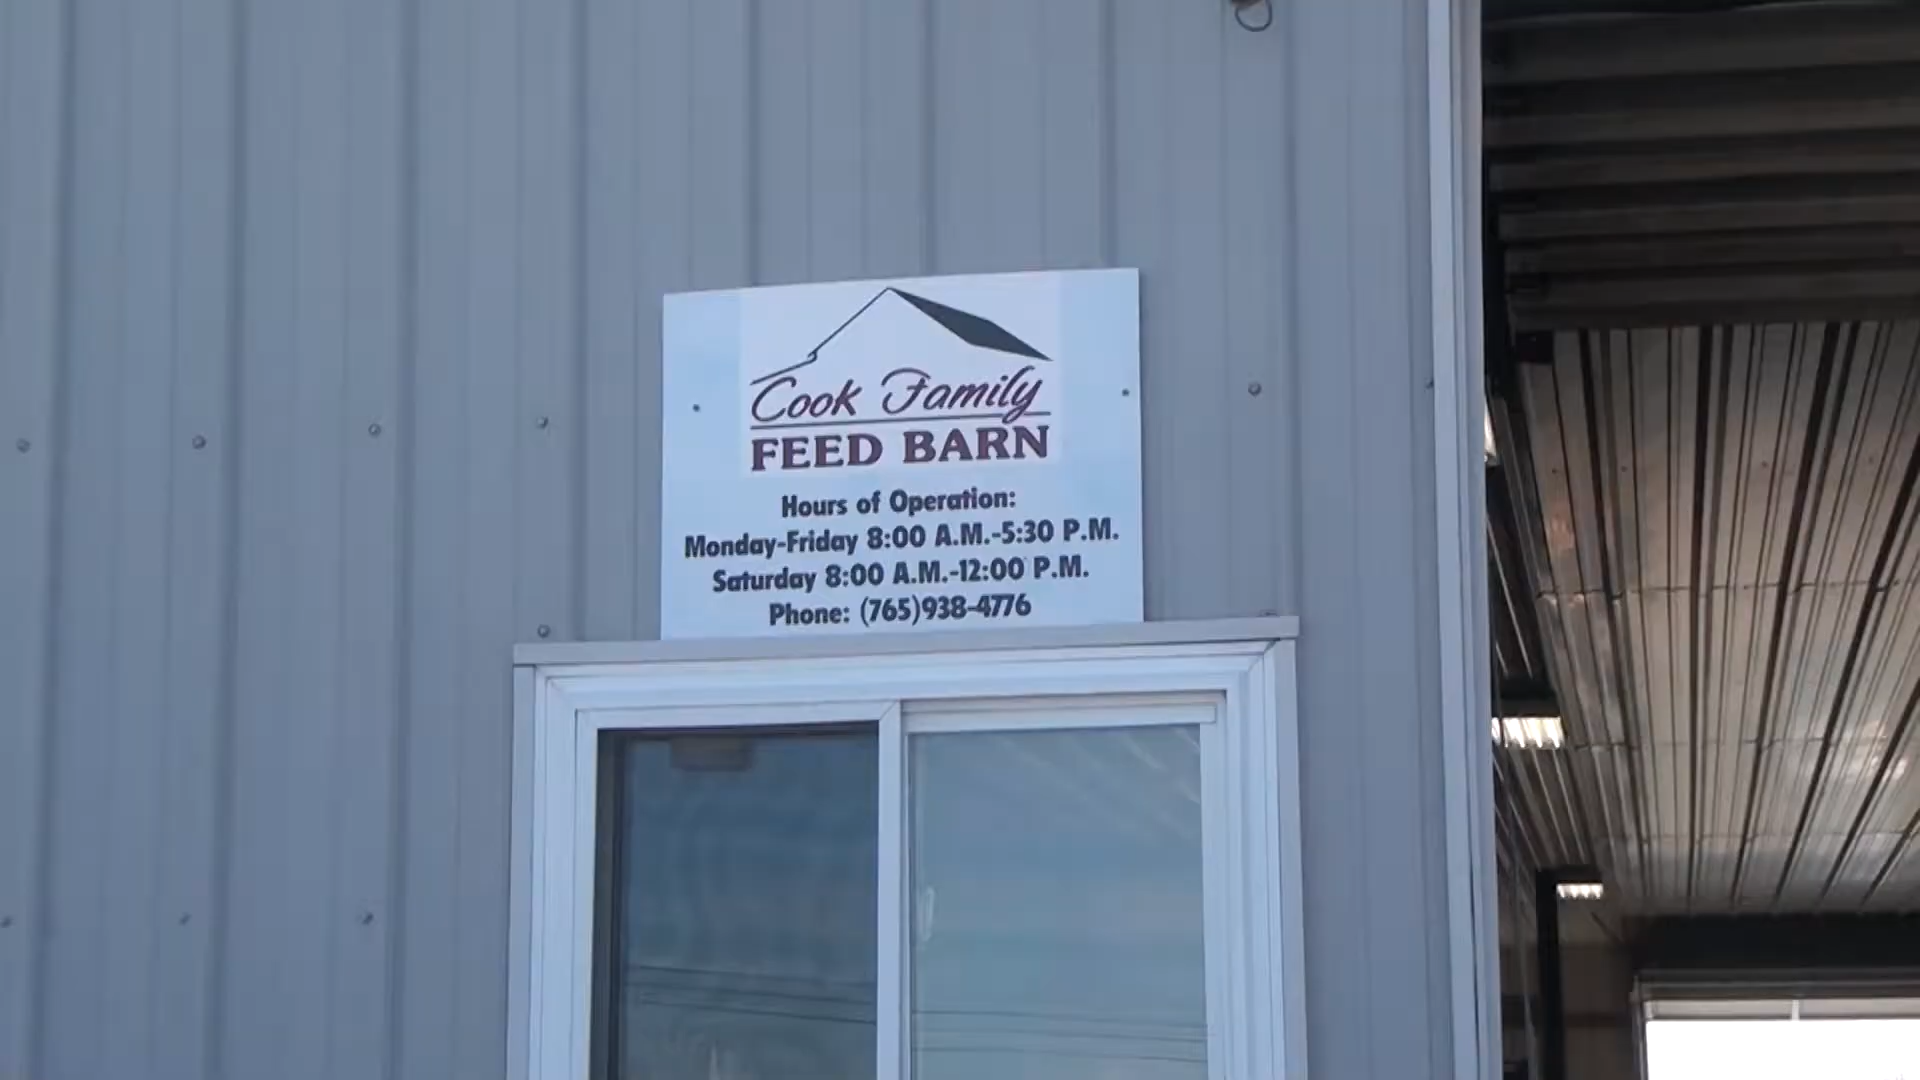 Cook Family
FEED BARN
Hours of Operation:
Monday-Friday 8:00 A.M.-5:30 P.M.
Saturday 8:00 A.M.-12:00 P.M.
Phone: (765)938-4776